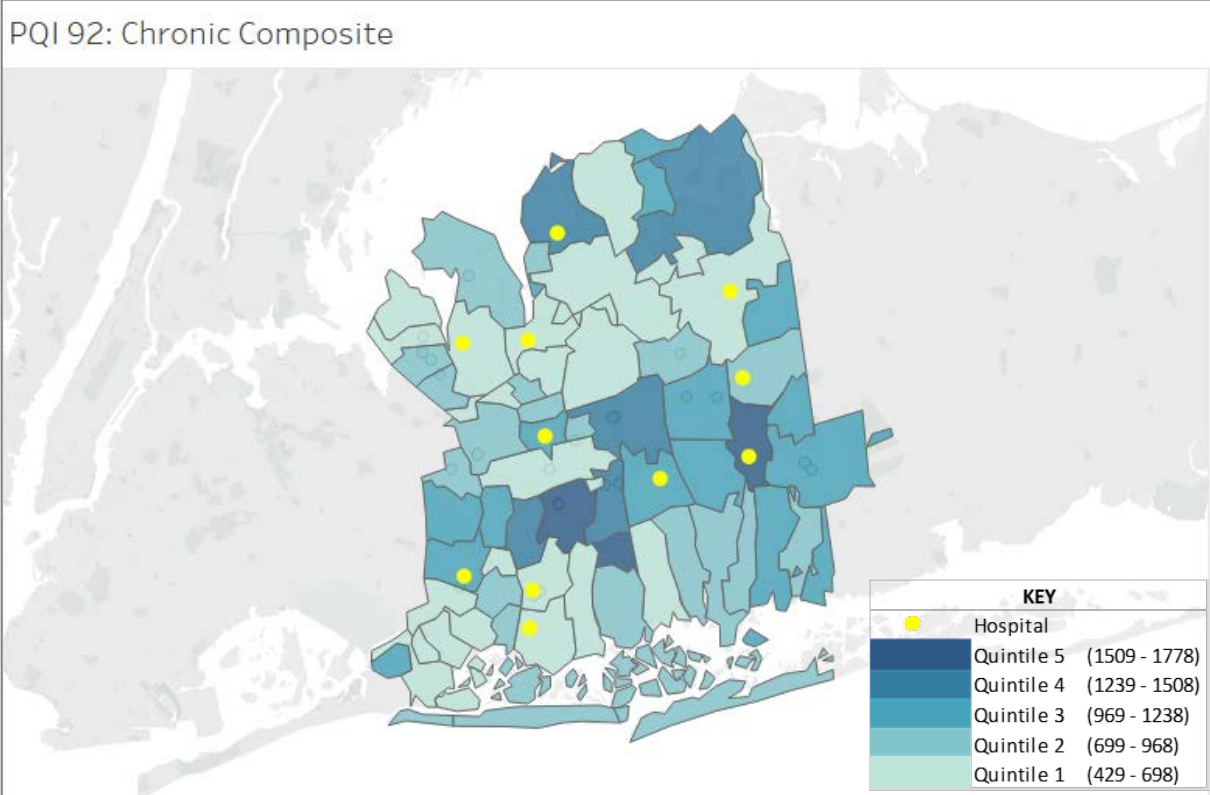 PQI 92: Chronic Composite
KEY
Hospital
Quintile 5 (1509 - 1778)
Quintile 4 (1239 - 1508)
Quintile 3 (969 - 1238)
Quintile 2 (699 - 968)
Quintile 1 (429 - 698)